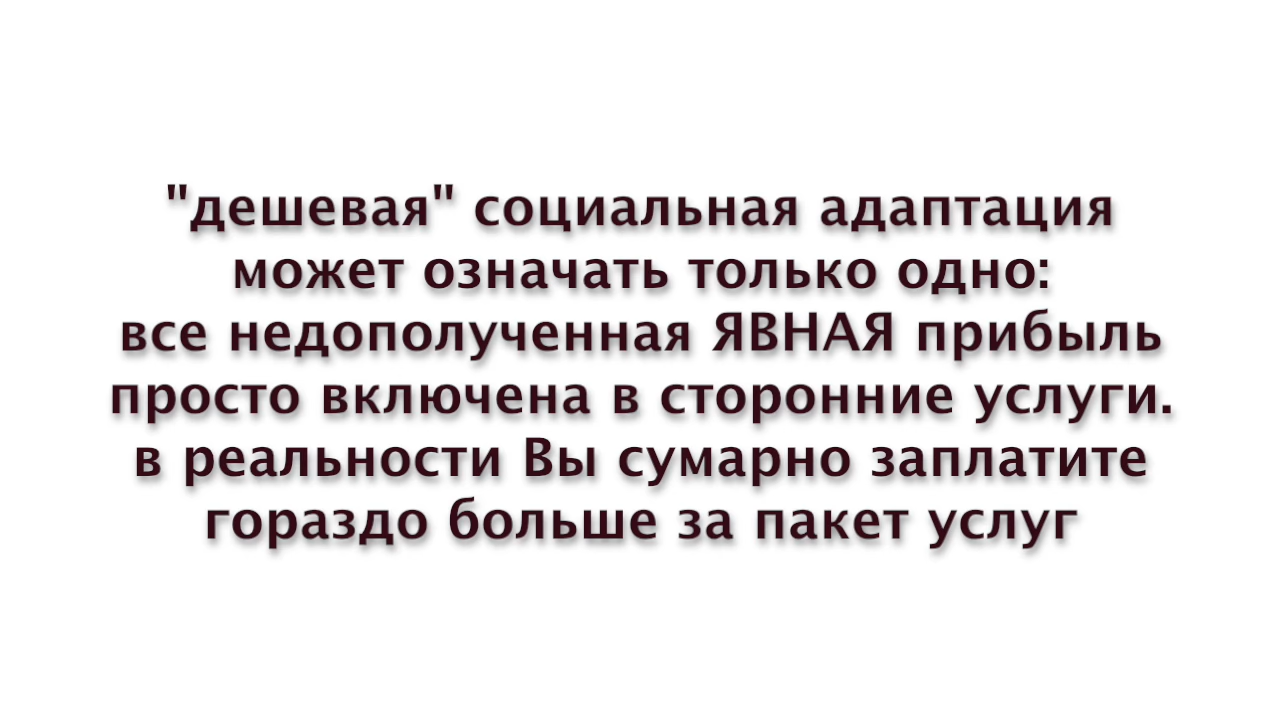 "дешевая" социальная адаптация
может означать только одно:
все недополученная ЯВНАЯ прибыль
просто включена в сторонние услуги.
в реальности Вы сумарно заплатите
гораздо больше за пакет услуг